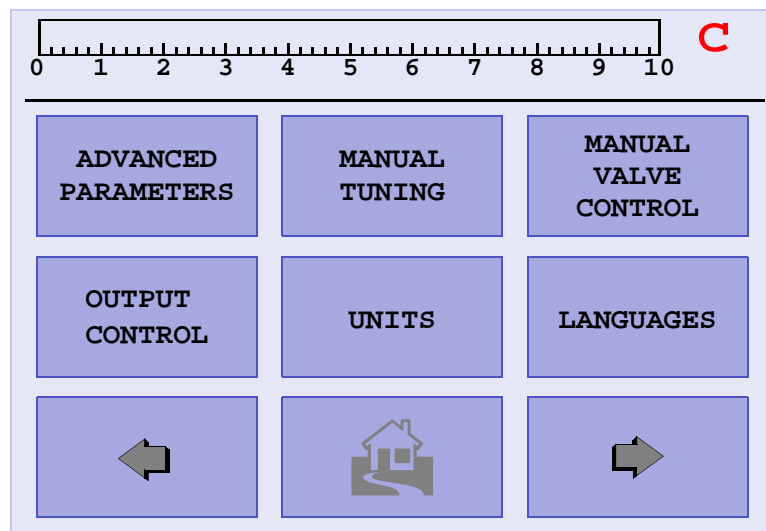 C
0 1 2 3 4 5 6 7 8 9 10
ADVANCED
PARAMETERS
MANUAL
TUNING
MANUAL
VALVE
CONTROL
OUTPUT
CONTROL
UNITS
LANGUAGES